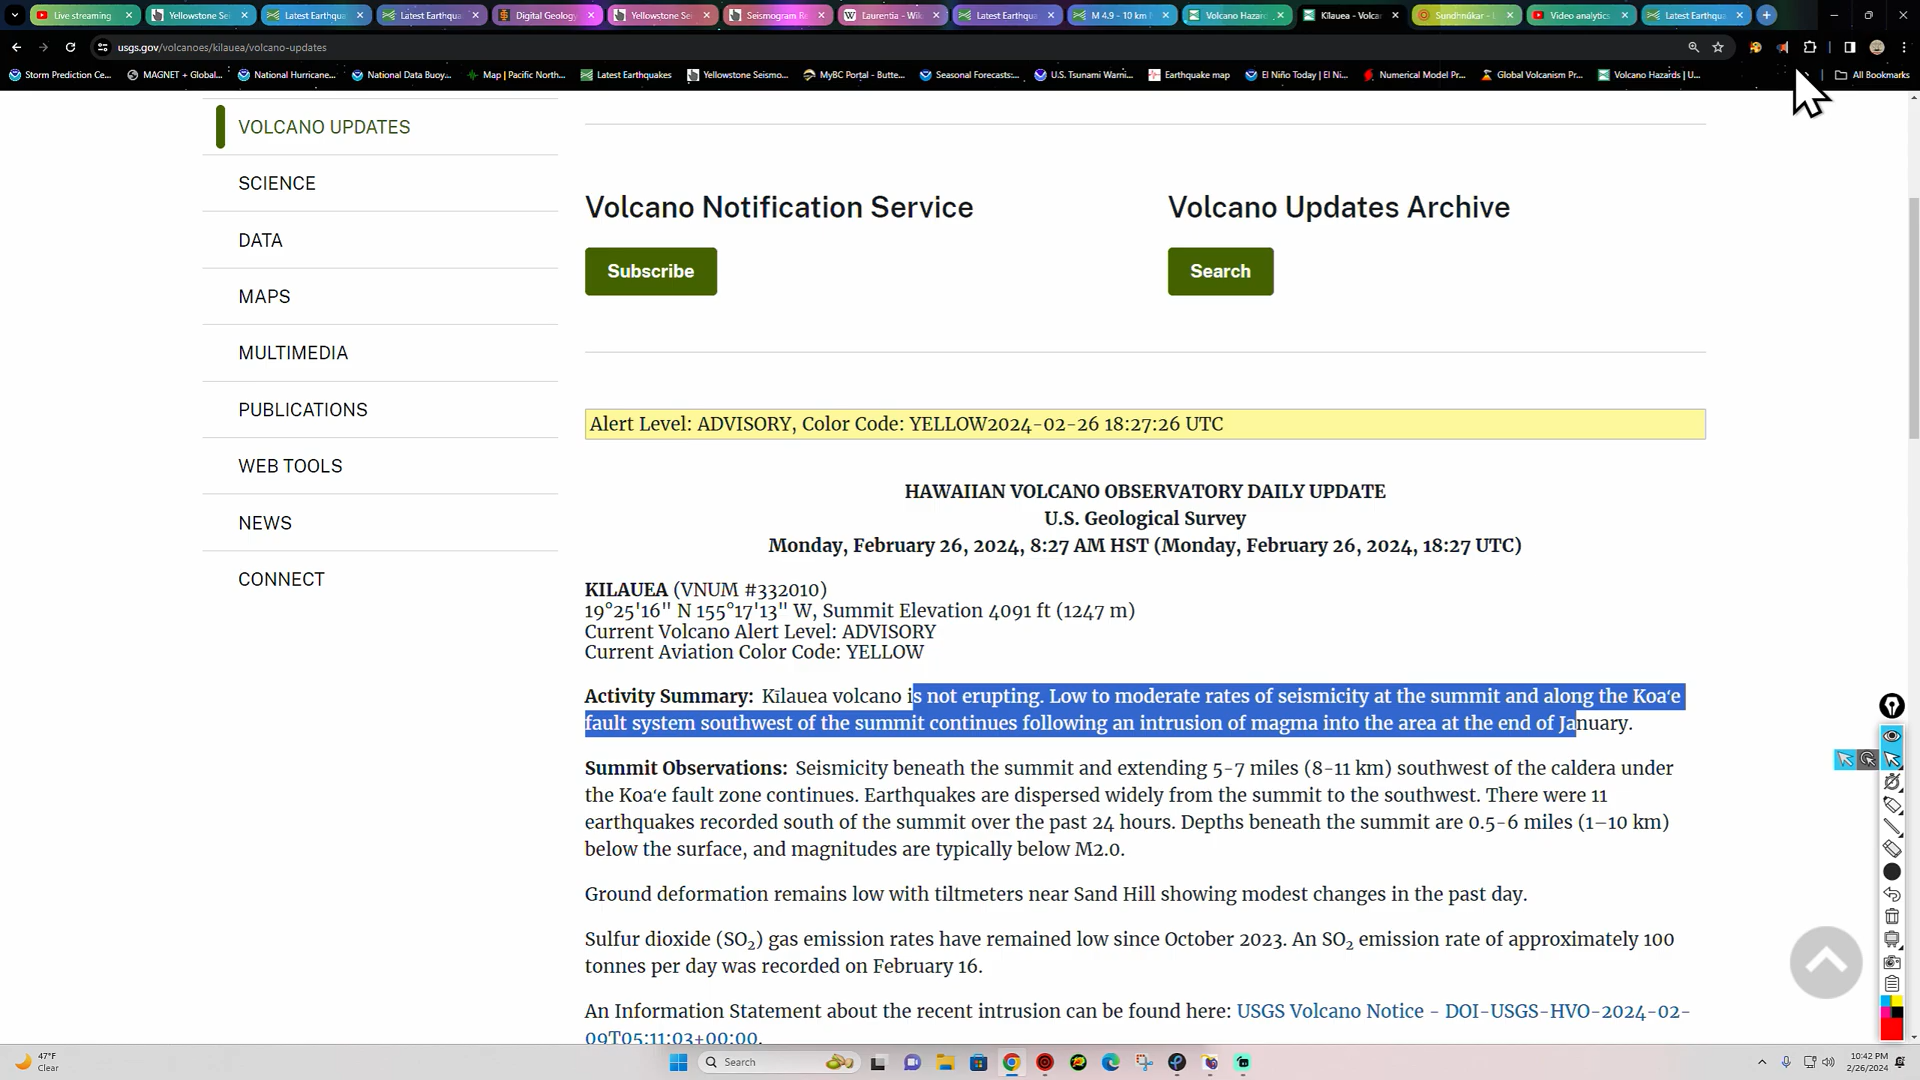 Live streaming
Yellowstone Se
Latest Earthqua
Latest Earthqua
Digital Geology
Yellowstone Se
Seismogram R
Laurentia - Wik
Latest Earthqua
M 4.9 - 10 km
Volcano Hazar
Kīlauea - Volca
Sundhnúkar -
Video analytics
Latest Earthqua
usgs.gov/volcanoes/kilauea/volcano-updates
Storm Prediction Ce...
MAGNET + Global...
National Hurricane...
National Data Buoy...
Map | Pacific North...
Latest Earthquakes
Yellowstone Seismo...
MyBC Portal - Butte...
Seasonal Forecasts:...
U.S. Tsunami Warni...
Earthquake map
El Niño Today | El Ni...
Numerical Model Pr...
Global Volcanism Pr...
Volcano Hazards | U...
All Bookmarks
VOLCANO UPDATES
SCIENCE
DATA
MAPS
MULTIMEDIA
PUBLICATIONS
WEB TOOLS
NEWS
CONNECT
Volcano Notification Service
Subscribe
Volcano Updates Archive
Search
Alert Level: ADVISORY, Color Code: YELLOW2024-02-26 18:27:26 UTC
HAWAIIAN VOLCANO OBSERVATORY DAILY UPDATE
U.S. Geological Survey
Monday, February 26, 2024, 8:27 AM HST (Monday, February 26, 2024, 18:27 UTC)
KILAUEA (VNUM #332010)
19°25'16" N 155°17'13" W, Summit Elevation 4091 ft (1247 m)
Current Volcano Alert Level: ADVISORY
Current Aviation Color Code: YELLOW
Activity Summary: Kīlauea volcano is not erupting. Low to moderate rates of seismicity at the summit and along the Koaʻe
fault system southwest of the summit continues following an intrusion of magma into the area at the end of January.
Summit Observations: Seismicity beneath the summit and extending 5-7 miles (8-11 km) southwest of the caldera under
the Koaʻe fault zone continues. Earthquakes are dispersed widely from the summit to the southwest. There were 11
earthquakes recorded south of the summit over the past 24 hours. Depths beneath the summit are 0.5-6 miles (1–10 km)
below the surface, and magnitudes are typically below M2.0.
Ground deformation remains low with tiltmeters near Sand Hill showing modest changes in the past day.
Sulfur dioxide (SO₂) gas emission rates have remained low since October 2023. An SO₂ emission rate of approximately 100
tonnes per day was recorded on February 16.
An Information Statement about the recent intrusion can be found here: USGS Volcano Notice - DOI-USGS-HVO-2024-02-
09T05:11:03+00:00.
47°F
Clear
Search
10:42 PM
2/26/2024